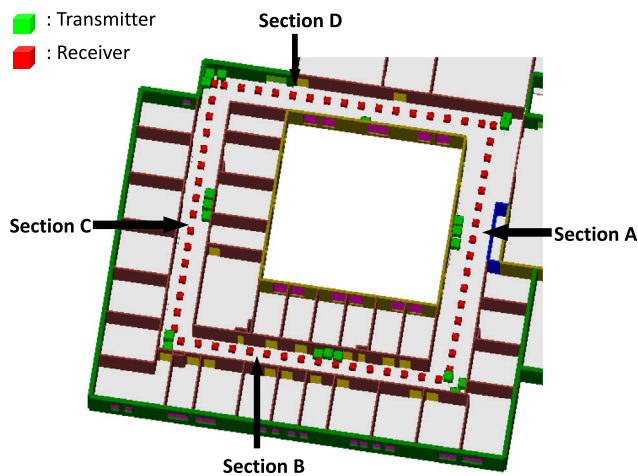 : Transmitter
: Receiver
Section D
Section C
Section A
Section B